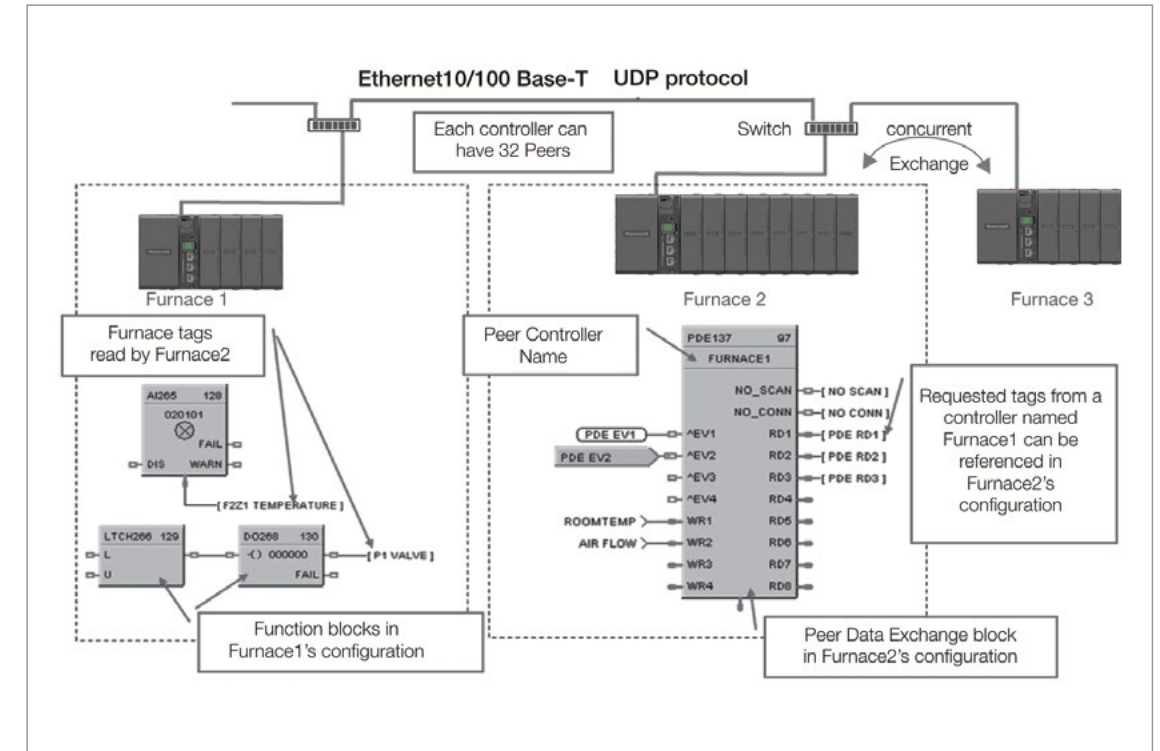 Ethernet10/100 Base-T UDP protocol
Each controller can
have 32 Peers
Switch
concurrent
Exchange
Furnace 1
Furnace 2
Furnace 3
Furnace tags
read by Furnace2
AI265 128
020101
FAIL
DIS WARN
[F2Z1 TEMPERATURE]
LTCH266 129
L
U
DO268 130
-() 000000
FAIL
[P1 VALVE]
Function blocks in
Furnace1's configuration
Peer Controller
Name
PDE137 97
FURNACE1
NO_SCAN [NO SCAN]
NO_CONN [NO CONN]
PDE EV1 ^EV1 RD1 [PDE RD1]
PDE EV2 ^EV2 RD2 [PDE RD2]
^EV3 RD3 [PDE RD3]
^EV4 RD4
ROOMTEMP WR1 RD5
AIR FLOW WR2 RD6
WR3 RD7
WR4 RD8
Requested tags from a
controller named
Furnace1 can be
referenced in
Furnace2's
configuration
Peer Data Exchange block
in Furnace2's configuration